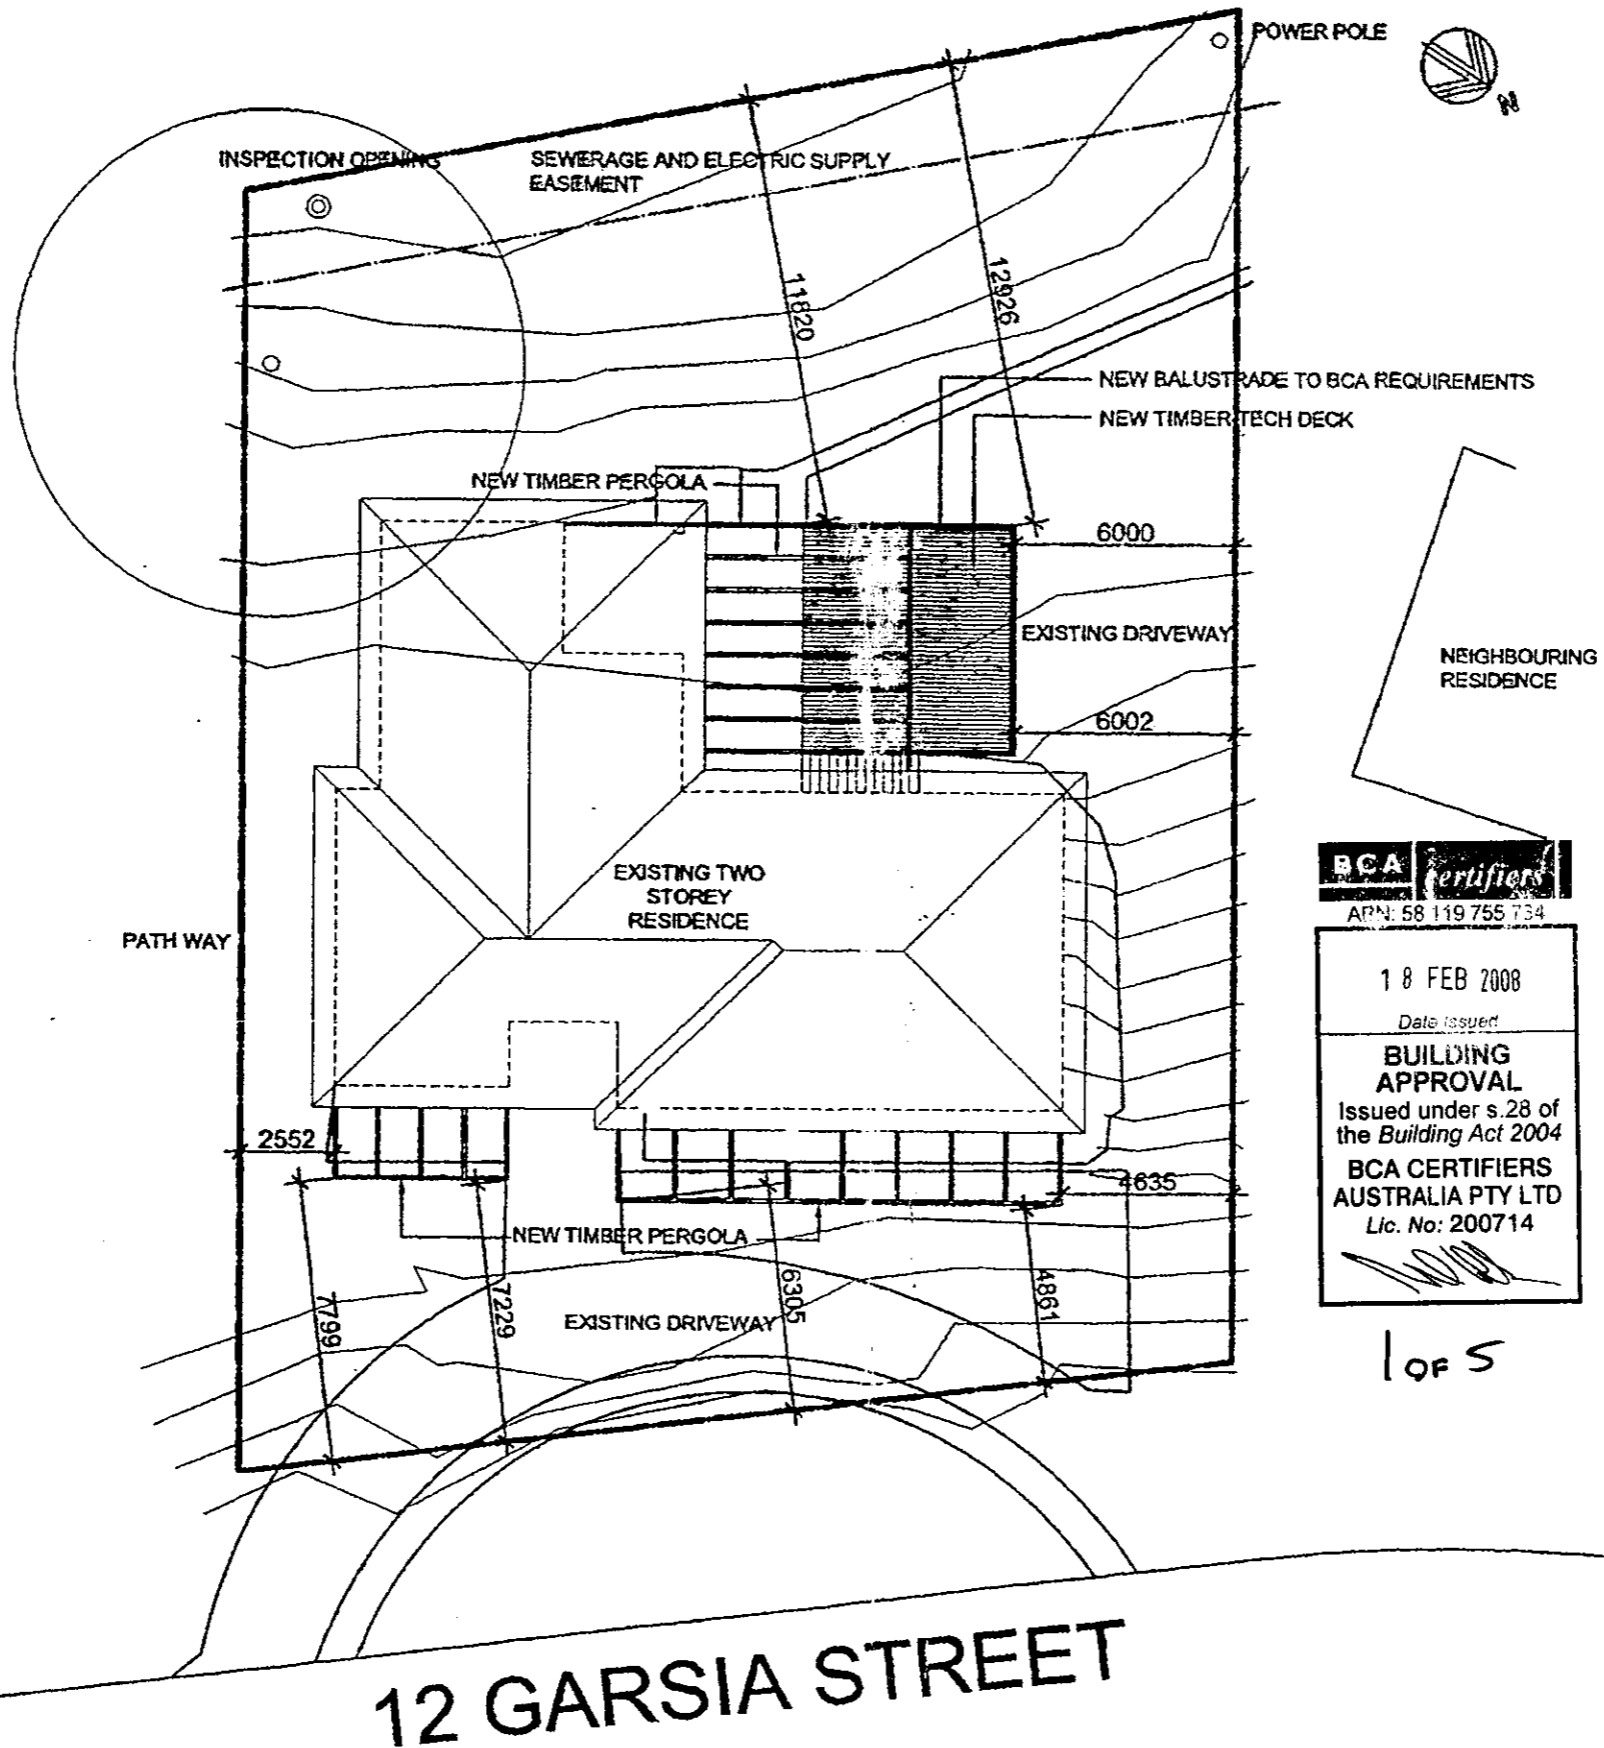 POWER POLE
N
INSPECTION OPENING
SEWERAGE AND ELECTRIC SUPPLY
EASEMENT
11820
12926
NEW BALUSTRADE TO BCA REQUIREMENTS
NEW TIMBER TECH DECK
NEW TIMBER PERGOLA
6000
EXISTING DRIVEWAY
NEIGHBOURING
RESIDENCE
6002
EXISTING TWO
STOREY
RESIDENCE
PATH WAY
BCA Certifiers
ABN: 58 119 755 734
18 FEB 2008
Date Issued
BUILDING
APPROVAL
Issued under s.28 of
the Building Act 2004
BCA CERTIFIERS
AUSTRALIA PTY LTD
Lic. No: 200714
2552
4635
NEW TIMBER PERGOLA
7799
7229
6305
4861
EXISTING DRIVEWAY
1 OF 5
12 GARSIA STREET